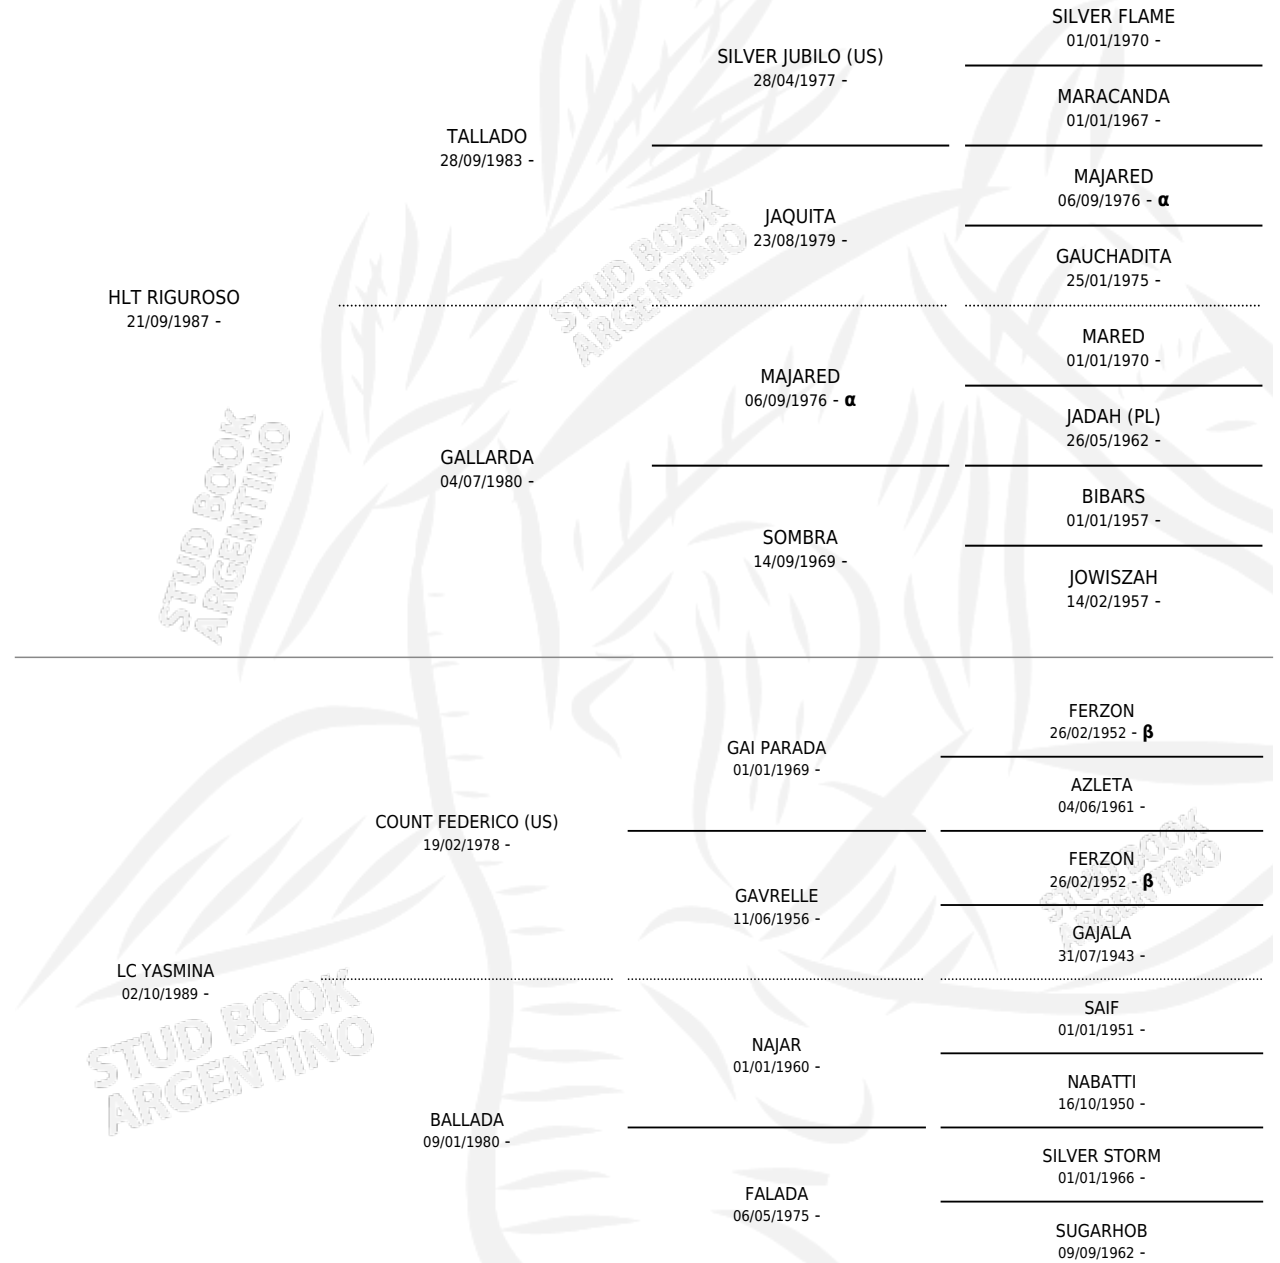 SILVER FLAME
01/01/1970 -
SILVER JUBILO (US)
28/04/1977 -
MARACANDA
01/01/1967 -
TALLADO
28/09/1983 -
MAJARED
06/09/1976 - α
JAQUITA
23/08/1979 -
GAUCHADITA
25/01/1975 -
HLT RIGUROSO
21/09/1987 -
MARED
01/01/1970 -
MAJARED
06/09/1976 - α
JADAH (PL)
26/05/1962 -
GALLARDA
04/07/1980 -
BIBARS
01/01/1957 -
SOMBRA
14/09/1969 -
JOWISZAH
14/02/1957 -
FERZON
26/02/1952 - β
GAI PARADA
01/01/1969 -
AZLETA
04/06/1961 -
COUNT FEDERICO (US)
19/02/1978 -
FERZON
26/02/1952 - β
GAVRELLE
11/06/1956 -
GAJALA
31/07/1943 -
LC YASMINA
02/10/1989 -
SAIF
01/01/1951 -
NAJAR
01/01/1960 -
NABATTI
16/10/1950 -
BALLADA
09/01/1980 -
SILVER STORM
01/01/1966 -
FALADA
06/05/1975 -
SUGARHOB
09/09/1962 -
STUD BOOK
ARGENTINO
STUD BOOK
ARGENTINO
STUD BOOK
ARGENTINO
STUD BOOK
ARGENTINO